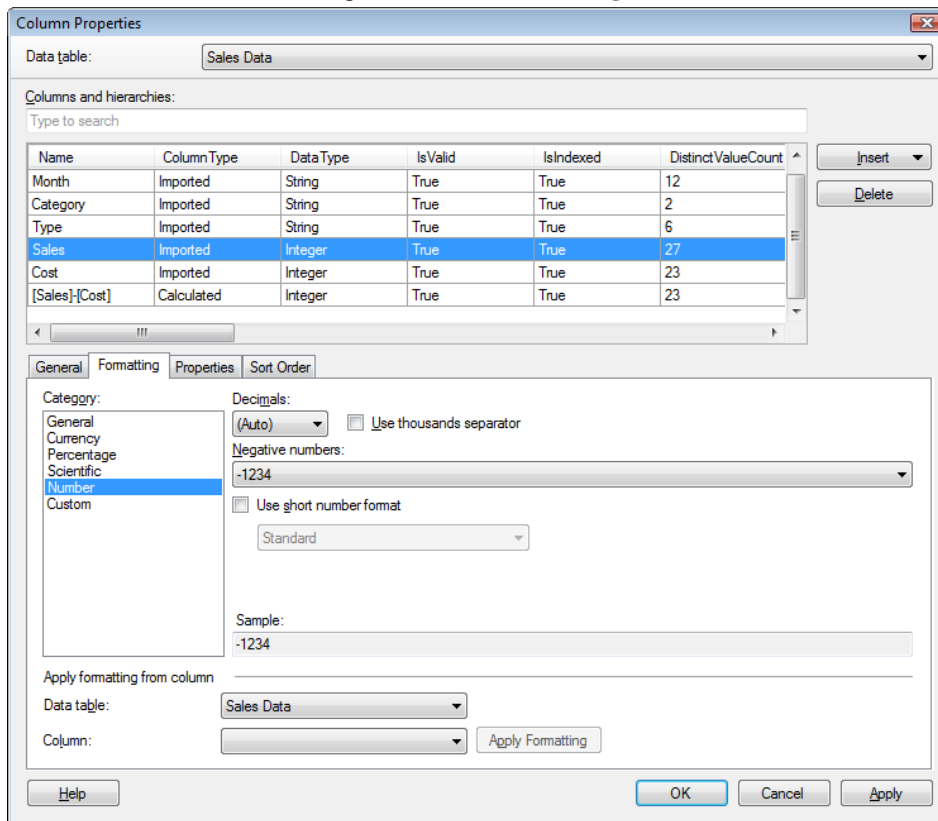 Column Properties
Data table: Sales Data
Columns and hierarchies:
Type to search
Name ColumnType DataType IsValid IsIndexed DistinctValueCount Insert
Month Imported String True True 12 Delete
Category Imported String True True 2
Type Imported String True True 6
Sales Imported Integer True True 27
Cost Imported Integer True True 23
[Sales]-[Cost] Calculated Integer True True 23
General Formatting Properties Sort Order
Category: Decimals:
General (Auto) Use thousands separator
Currency
Percentage Negative numbers:
Scientific -1234
Number
Custom Use short number format
Standard
Sample:
-1234
Apply formatting from column
Data table: Sales Data
Column: Apply Formatting
Help OK Cancel Apply